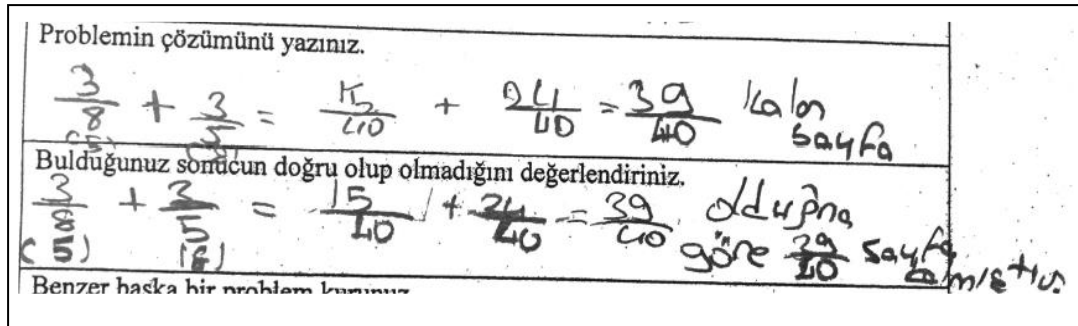 Problemin çözümünü yazınız.
3/8 + 3/5 = 15/40 + 24/40 = 39/40 kalan
(5) sayfa
Bulduğunuz sonucun doğru olup olmadığını değerlendiriniz.
3/8 + 3/5 = 15/40 + 24/40 = 39/40 olduğna
(5) (8) göre 39/40 sayfa
Benzer başka bir problem kurunuz